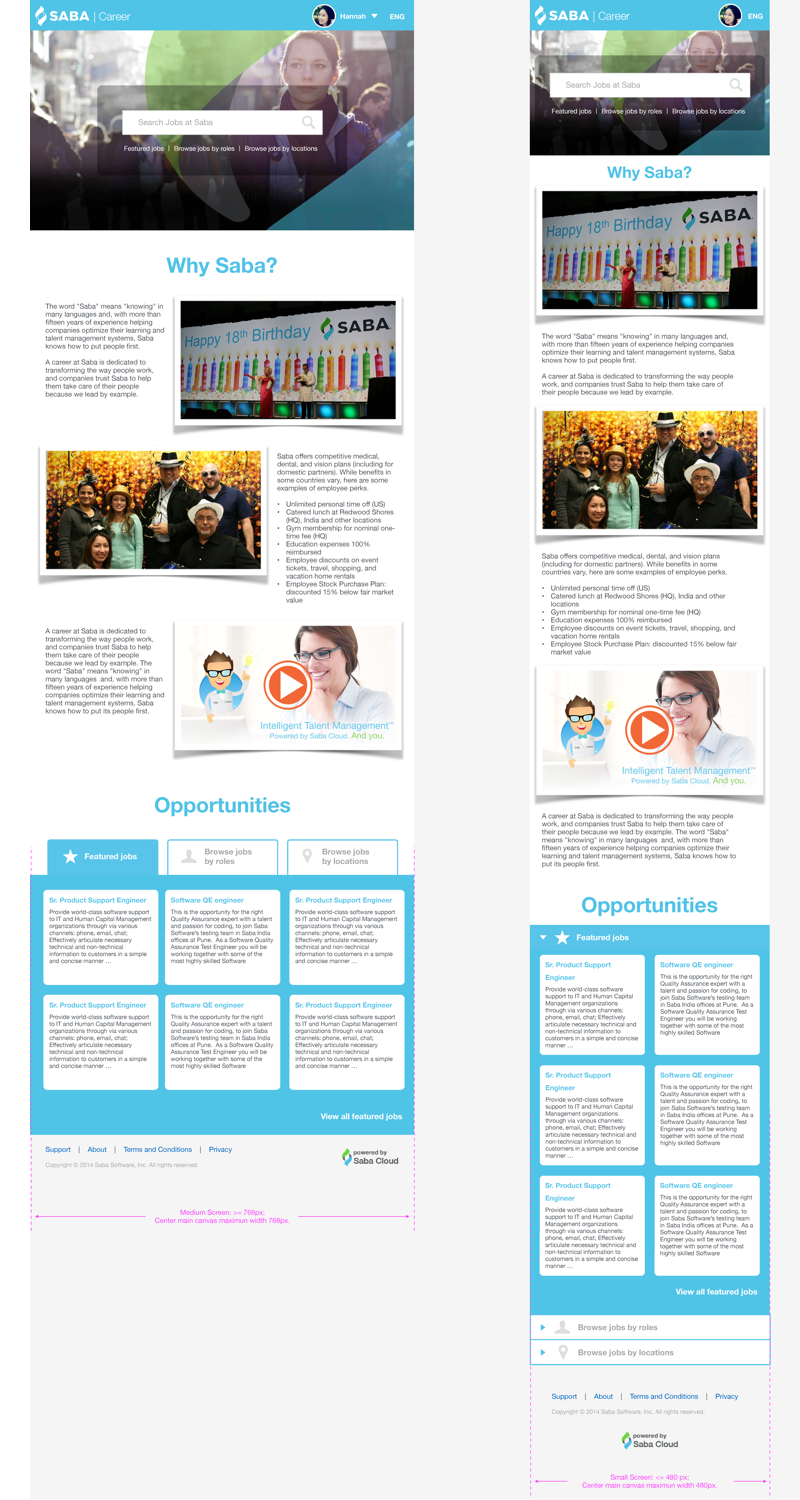 SABA | Career
Hannah
ENG
Search Jobs at Saba
Featured jobs | Browse jobs by roles | Browse jobs by locations
Why Saba?
The word "Saba" means "knowing" in
many languages and, with more than
fifteen years of experience helping
companies optimize their learning and
talent management systems, Saba
knows how to put people first.
A career at Saba is dedicated to
transforming the way people work,
and companies trust Saba to help
them take care of their people
because we lead by example.
Happy 18th Birthday SABA
Saba offers competitive medical,
dental, and vision plans (including for
domestic partners). While benefits in
some countries vary, here are some
examples of employee perks.
• Unlimited personal time off (US)
• Catered lunch at Redwood Shores
(HQ), India and other locations
• Gym membership for nominal one-
time fee (HQ)
• Education expenses 100%
reimbursed
• Employee discounts on event
tickets, travel, shopping, and
vacation home rentals
• Employee Stock Purchase Plan:
discounted 15% below fair market
value
A career at Saba is dedicated to
transforming the way people work,
and companies trust Saba to help
them take care of their people
because we lead by example. The
word "Saba" means "knowing" in
many languages  and, with more than
fifteen years of experience helping
companies optimize their learning and
talent management systems, Saba
knows how to put its people first.
Intelligent Talent Management™
Powered by Saba Cloud. And you.
Opportunities
Featured jobs
Browse jobs
by roles
Browse jobs
by locations
Sr. Product Support Engineer
Provide world-class software support
to IT and Human Capital Management
organizations through via various
channels: phone, email, chat;
Effectively articulate necessary
technical and non-technical
information to customers in a simple
and concise manner ...
Software QE engineer
This is the opportunity for the right
Quality Assurance expert with a talent
and passion for coding, to join Saba
Software's testing team in Saba India
offices at Pune.  As a Software Quality
Assurance Test Engineer you will be
working together with some of the
most highly skilled Software
Sr. Product Support Engineer
Provide world-class software support
to IT and Human Capital Management
organizations through via various
channels: phone, email, chat;
Effectively articulate necessary
technical and non-technical
information to customers in a simple
and concise manner ...
Sr. Product Support Engineer
Provide world-class software support
to IT and Human Capital Management
organizations through via various
channels: phone, email, chat;
Effectively articulate necessary
technical and non-technical
information to customers in a simple
and concise manner ...
Software QE engineer
This is the opportunity for the right
Quality Assurance expert with a talent
and passion for coding, to join Saba
Software's testing team in Saba India
offices at Pune.  As a Software Quality
Assurance Test Engineer you will be
working together with some of the
most highly skilled Software
Sr. Product Support Engineer
Provide world-class software support
to IT and Human Capital Management
organizations through via various
channels: phone, email, chat;
Effectively articulate necessary
technical and non-technical
information to customers in a simple
and concise manner ...
View all featured jobs
Support | About | Terms and Conditions | Privacy
Copyright © 2014 Saba Software, Inc. All rights reserved.
powered by
Saba Cloud
Medium Screen: >= 768px;
Center main canvas maximun width 768px.
SABA | Career
ENG
Search Jobs at Saba
Featured jobs | Browse jobs by roles | Browse jobs by locations
Why Saba?
Happy 18th Birthday SABA
The word "Saba" means "knowing" in many languages and,
with more than fifteen years of experience helping companies
optimize their learning and talent management systems, Saba
knows how to put people first.
A career at Saba is dedicated to transforming the way people
work, and companies trust Saba to help them take care of
their people because we lead by example.
Saba offers competitive medical, dental, and vision plans
(including for domestic partners). While benefits in some
countries vary, here are some examples of employee perks.
• Unlimited personal time off (US)
• Catered lunch at Redwood Shores (HQ), India and other
locations
• Gym membership for nominal one-time fee (HQ)
• Education expenses 100% reimbursed
• Employee discounts on event tickets, travel, shopping, and
vacation home rentals
• Employee Stock Purchase Plan: discounted 15% below fair
market value
Intelligent Talent Management™
Powered by Saba Cloud. And you.
A career at Saba is dedicated to transforming the way people
work, and companies trust Saba to help them take care of
their people because we lead by example. The word "Saba"
means "knowing" in many languages  and, with more than
fifteen years of experience helping companies optimize their
learning and talent management systems, Saba knows how to
put its people first.
Opportunities
Featured jobs
Sr. Product Support
Engineer
Provide world-class software
support to IT and Human Capital
Management organizations
through via various channels:
phone, email, chat; Effectively
articulate necessary technical and
non-technical information to
customers in a simple and concise
manner ...
Software QE engineer
This is the opportunity for the right
Quality Assurance expert with a
talent and passion for coding, to
join Saba Software's testing team
in Saba India offices at Pune.  As a
Software Quality Assurance Test
Engineer you will be working
together with some of the most
highly skilled Software
Sr. Product Support
Engineer
Provide world-class software
support to IT and Human Capital
Management organizations
through via various channels:
phone, email, chat; Effectively
articulate necessary technical and
non-technical information to
customers in a simple and concise
manner ...
Software QE engineer
This is the opportunity for the right
Quality Assurance expert with a
talent and passion for coding, to
join Saba Software's testing team
in Saba India offices at Pune.  As a
Software Quality Assurance Test
Engineer you will be working
together with some of the most
highly skilled Software
Sr. Product Support
Engineer
Provide world-class software
support to IT and Human Capital
Management organizations
through via various channels:
phone, email, chat; Effectively
articulate necessary technical and
non-technical information to
customers in a simple and concise
manner ...
Software QE engineer
This is the opportunity for the right
Quality Assurance expert with a
talent and passion for coding, to
join Saba Software's testing team
in Saba India offices at Pune.  As a
Software Quality Assurance Test
Engineer you will be working
together with some of the most
highly skilled Software
View all featured jobs
Browse jobs by roles
Browse jobs by locations
Support | About | Terms and Conditions | Privacy
Copyright © 2014 Saba Software, Inc. All rights reserved.
powered by
Saba Cloud
Small Screen: <= 480 px;
Center main canvas maximun width 480px.